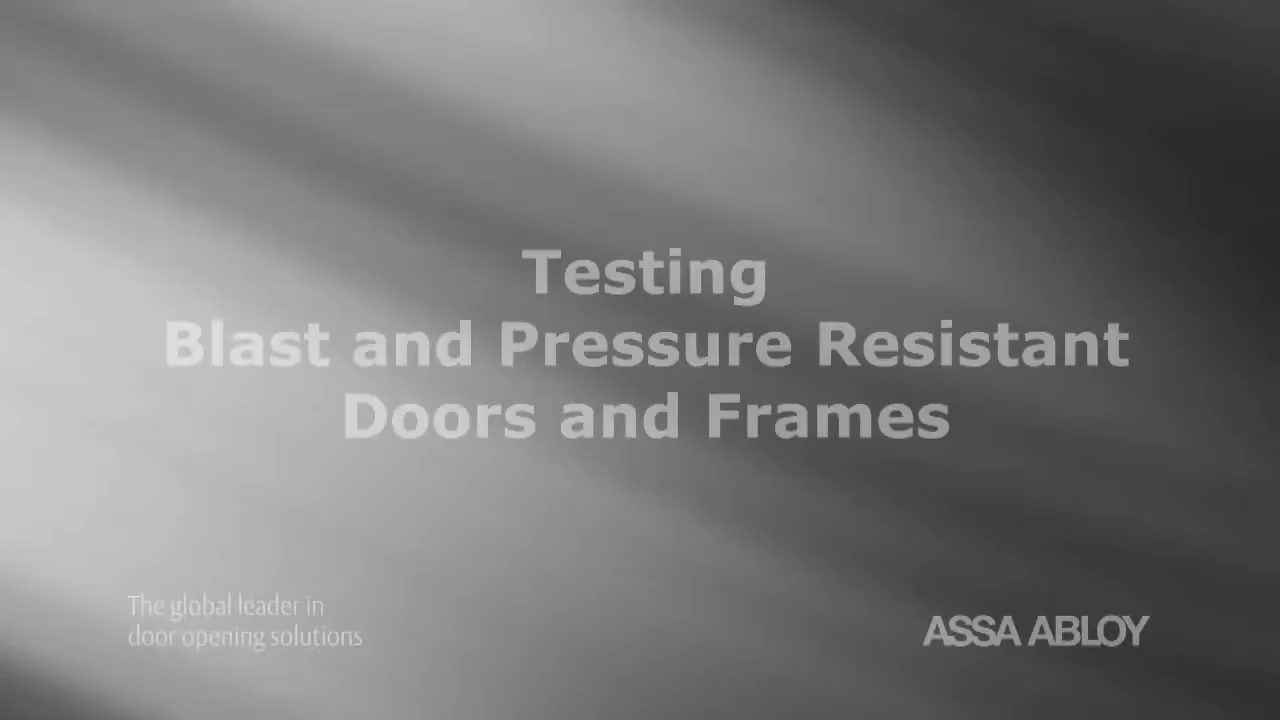 Testing
Blast and Pressure Resistant
Doors and Frames
The global leader in
door opening solutions
ASSA ABLOY